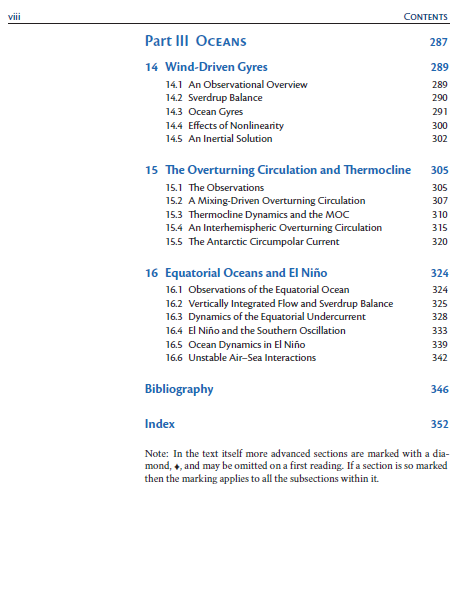 viii CONTENTS
Part III OCEANS 287
14 Wind-Driven Gyres 289
14.1 An Observational Overview 289
14.2 Sverdrup Balance 290
14.3 Ocean Gyres 291
14.4 Effects of Nonlinearity 300
14.5 An Inertial Solution 302
15 The Overturning Circulation and Thermocline 305
15.1 The Observations 305
15.2 A Mixing-Driven Overturning Circulation 307
15.3 Thermocline Dynamics and the MOC 310
15.4 An Interhemispheric Overturning Circulation 315
15.5 The Antarctic Circumpolar Current 320
16 Equatorial Oceans and El Niño 324
16.1 Observations of the Equatorial Ocean 324
16.2 Vertically Integrated Flow and Sverdrup Balance 325
16.3 Dynamics of the Equatorial Undercurrent 328
16.4 El Niño and the Southern Oscillation 333
16.5 Ocean Dynamics in El Niño 339
16.6 Unstable Air–Sea Interactions 342
Bibliography 346
Index 352
Note: In the text itself more advanced sections are marked with a dia-
mond, ♦, and may be omitted on a first reading. If a section is so marked
then the marking applies to all the subsections within it.